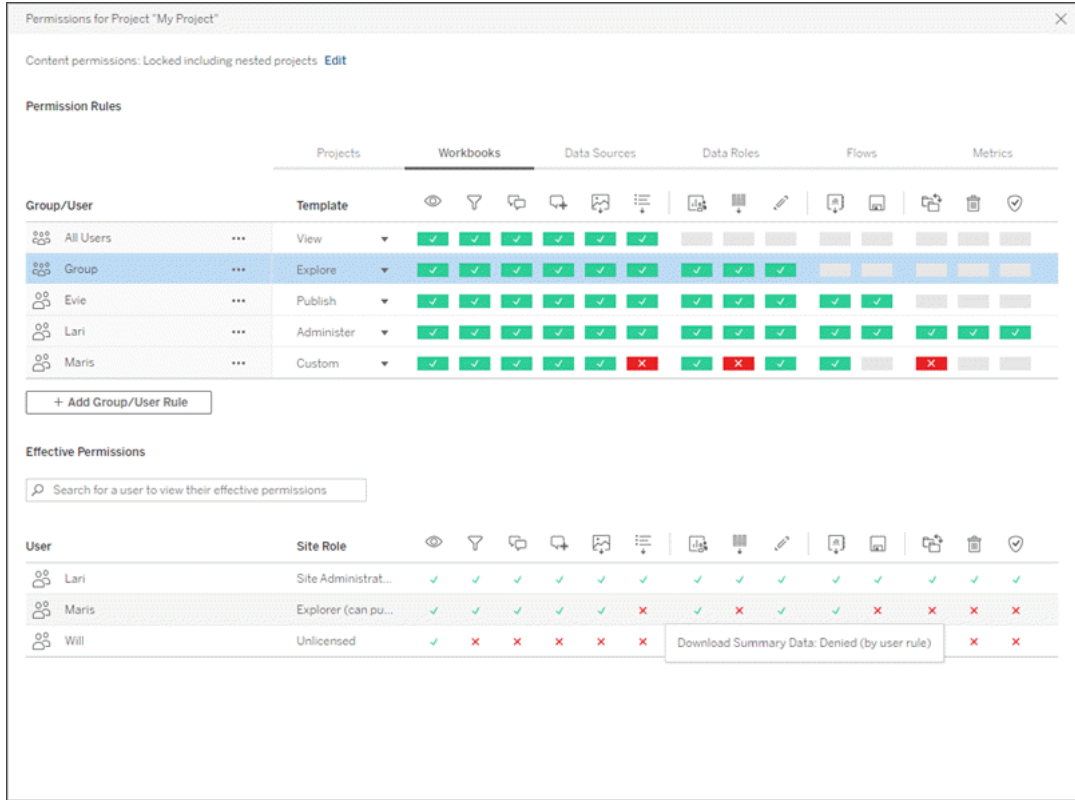 Permissions for Project "My Project"
Content permissions: Locked including nested projects Edit
Permission Rules
Projects Workbooks Data Sources Data Roles Flows Metrics
Group/User Template
All Users View
Group Explore
Evie Publish
Lari Administer
Maris Custom
+ Add Group/User Rule
Effective Permissions
Search for a user to view their effective permissions
User Site Role
Lari Site Administrat...
Maris Explorer (can pu...
Will Unlicensed
Download Summary Data: Denied (by user rule)